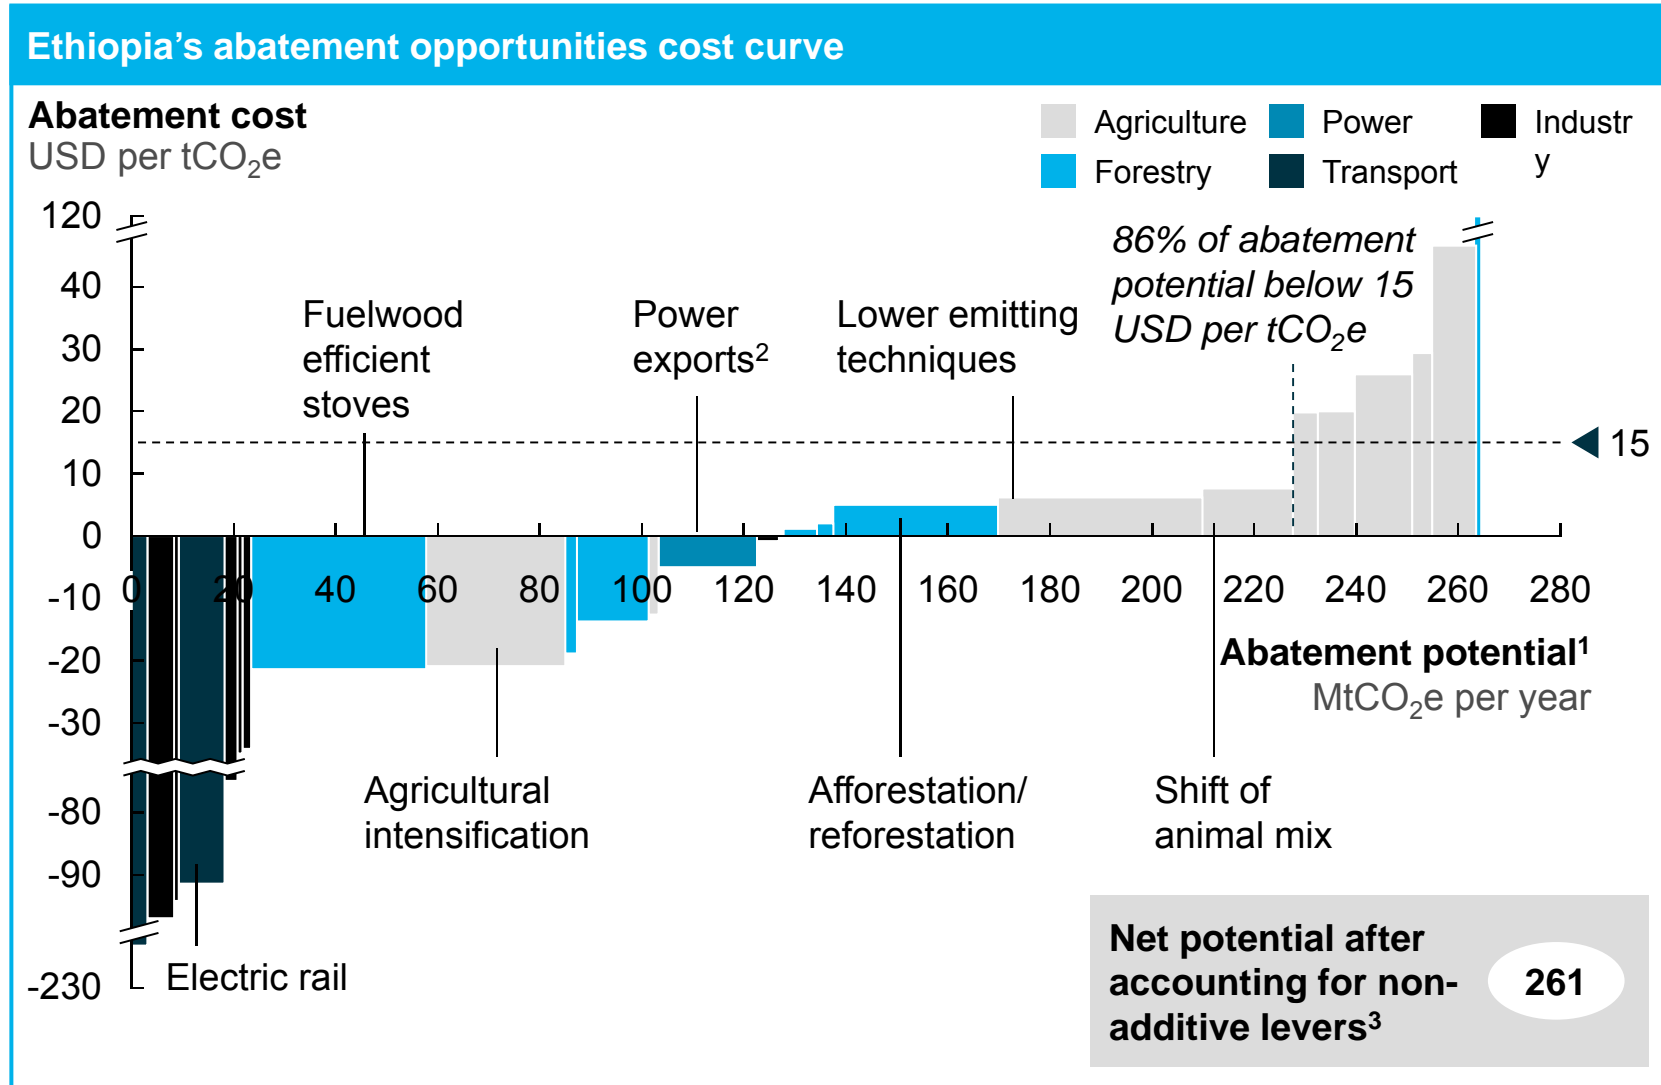 Ethiopia’s abatement opportunities cost curve
Abatement cost
USD per tCO2e
Agriculture
Forestry
Power
Transport
Industr
y
120
40
30
20
10
0
-10
-20
-30
-80
-90
-230
Fuelwood
efficient
stoves
Power
exports2
Lower emitting
techniques
86% of abatement
potential below 15
USD per tCO2e
15
0 20 40 60 80 100 120 140 160 180 200 220 240 260 280
Abatement potential1
MtCO2e per year
Agricultural
intensification
Afforestation/
reforestation
Shift of
animal mix
Electric rail
Net potential after
accounting for non-
additive levers3
261